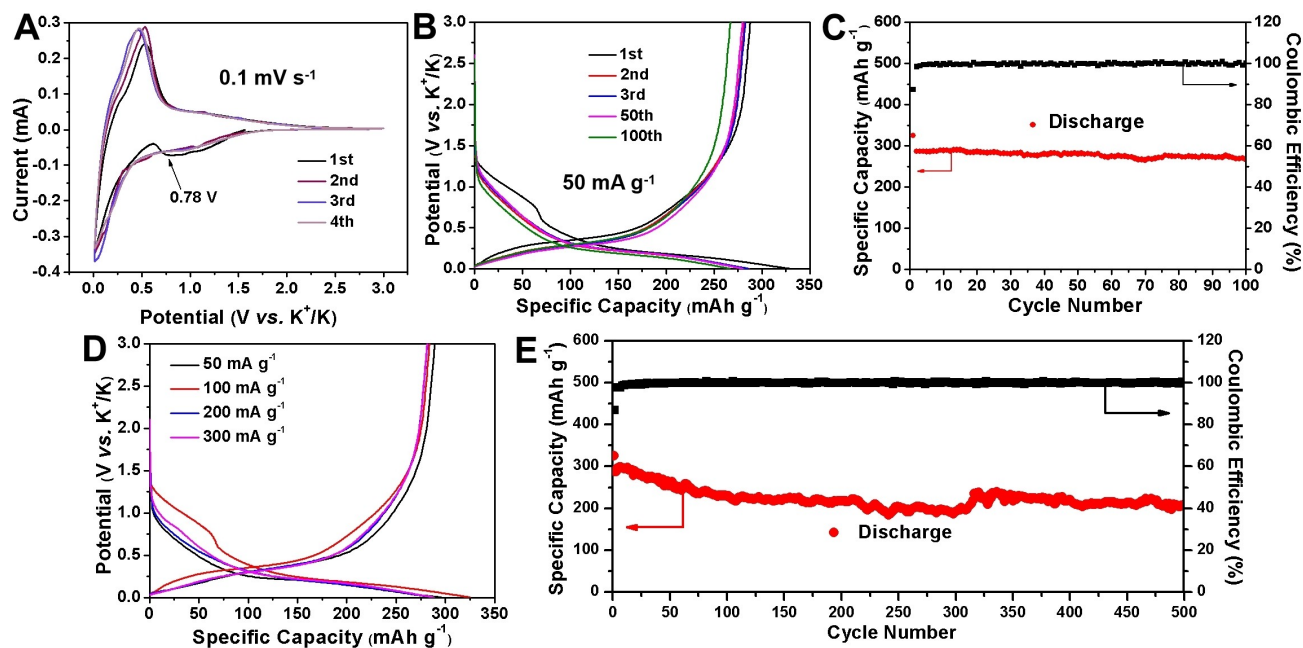 A
0.3
0.2
0.1
0.0
-0.1
-0.2
-0.3
-0.4
Current (mA)
0.1 mV s⁻¹
0.78 V
1st
2nd
3rd
4th
0.0 0.5 1.0 1.5 2.0 2.5 3.0
Potential (V vs. K⁺/K)
B
3.0
2.5
2.0
1.5
1.0
0.5
0.0
Potential (V vs. K⁺/K)
1st
2nd
3rd
50th
100th
50 mA g⁻¹
0 50 100 150 200 250 300 350
Specific Capacity (mAh g⁻¹)
C
600
500
400
300
200
100
0
Specific Capacity (mAh g⁻¹)
Discharge
120
100
80
60
40
20
0
Coulombic Efficiency (%)
0 10 20 30 40 50 60 70 80 90 100
Cycle Number
D
3.0
2.5
2.0
1.5
1.0
0.5
0.0
Potential (V vs. K⁺/K)
50 mA g⁻¹
100 mA g⁻¹
200 mA g⁻¹
300 mA g⁻¹
0 50 100 150 200 250 300 350
Specific Capacity (mAh g⁻¹)
E
600
500
400
300
200
100
0
Specific Capacity (mAh g⁻¹)
Discharge
120
100
80
60
40
20
0
Coulombic Efficiency
(%)
0 50 100 150 200 250 300 350 400 450 500
Cycle Number